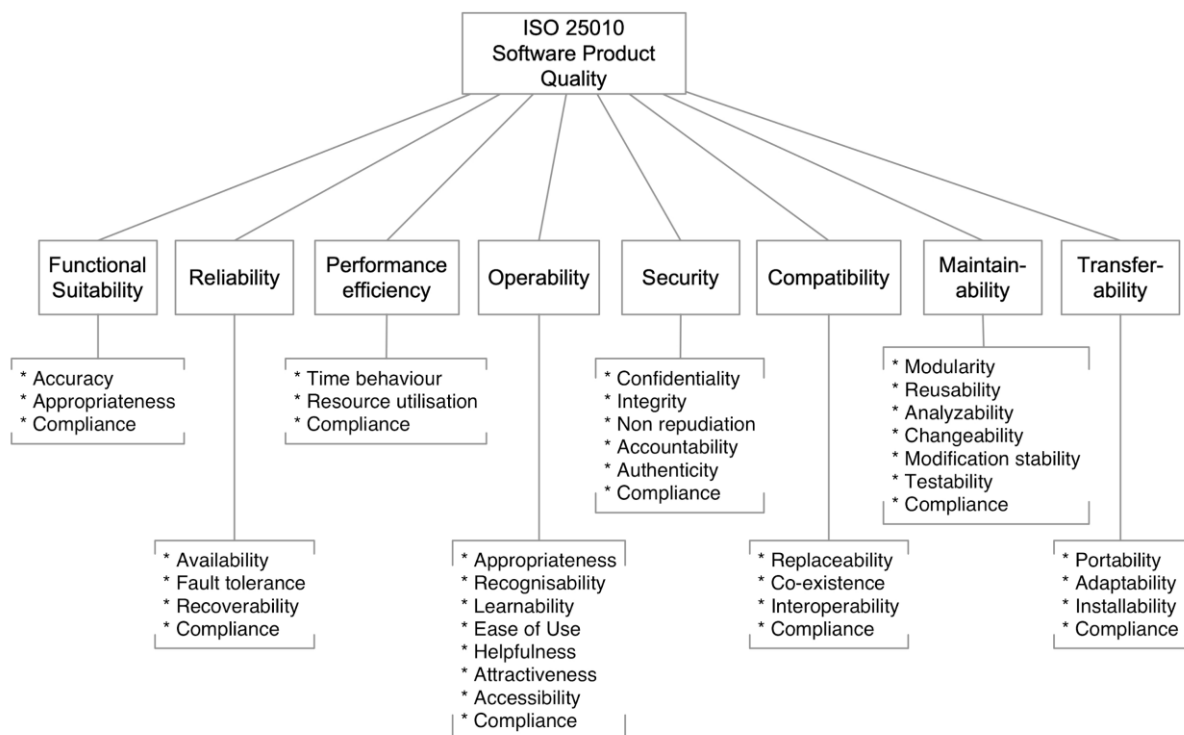 ISO 25010
Software Product
Quality
Functional
Suitability
Reliability
Performance
efficiency
Operability
Security
Compatibility
Maintain-
ability
Transfer-
ability
* Accuracy
* Appropriateness
* Compliance
* Time behaviour
* Resource utilisation
* Compliance
* Confidentiality
* Integrity
* Non repudiation
* Accountability
* Authenticity
* Compliance
* Modularity
* Reusability
* Analyzability
* Changeability
* Modification stability
* Testability
* Compliance
* Availability
* Fault tolerance
* Recoverability
* Compliance
* Appropriateness
* Recognisability
* Learnability
* Ease of Use
* Helpfulness
* Attractiveness
* Accessibility
* Compliance
* Replaceability
* Co-existence
* Interoperability
* Compliance
* Portability
* Adaptability
* Installability
* Compliance